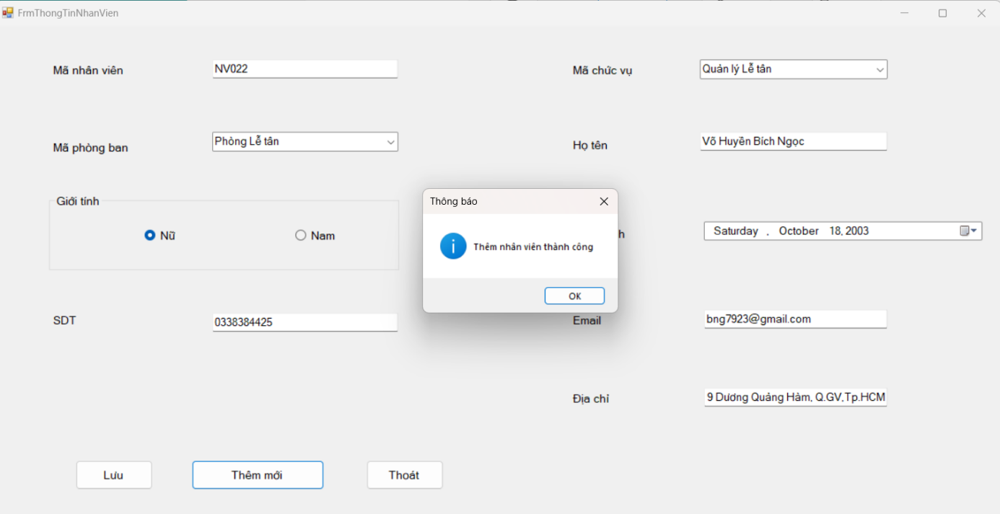 FrmThongTinNhanVien
Mã nhân viên
NV022
Mã chức vụ
Quản lý Lễ tân
Mã phòng ban
Phòng Lễ tân
Họ tên
Võ Huyền Bích Ngọc
Giới tính
Nữ
Nam
Thông báo
Thêm nhân viên thành công
OK
h
Saturday , October 18, 2003
SDT
0338384425
Email
bng7923@gmail.com
Địa chỉ
9 Dương Quảng Hàm, Q.GV,Tp.HCM
Lưu
Thêm mới
Thoát